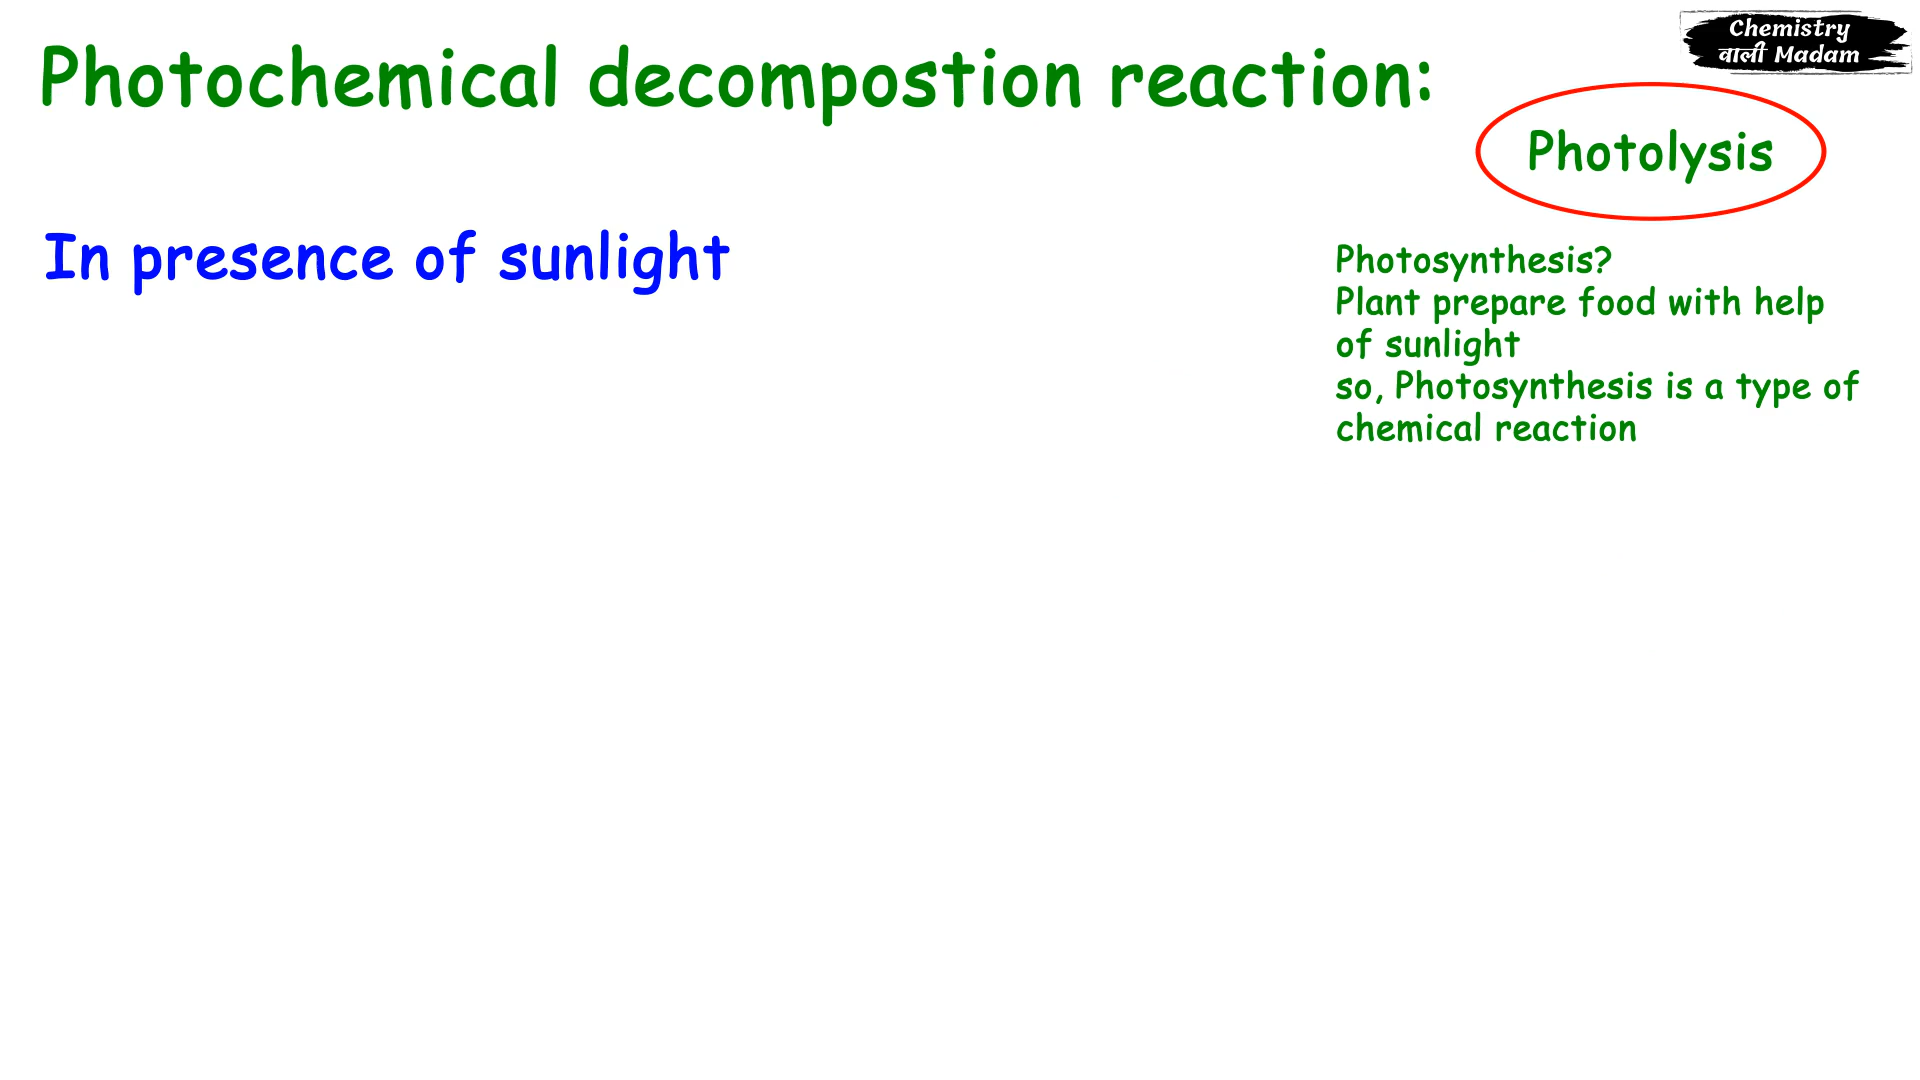 Chemistry
वाली Madam
Photochemical decompostion reaction:
Photolysis
In presence of sunlight
Photosynthesis?
Plant prepare food with help
of sunlight
so, Photosynthesis is a type of
chemical reaction